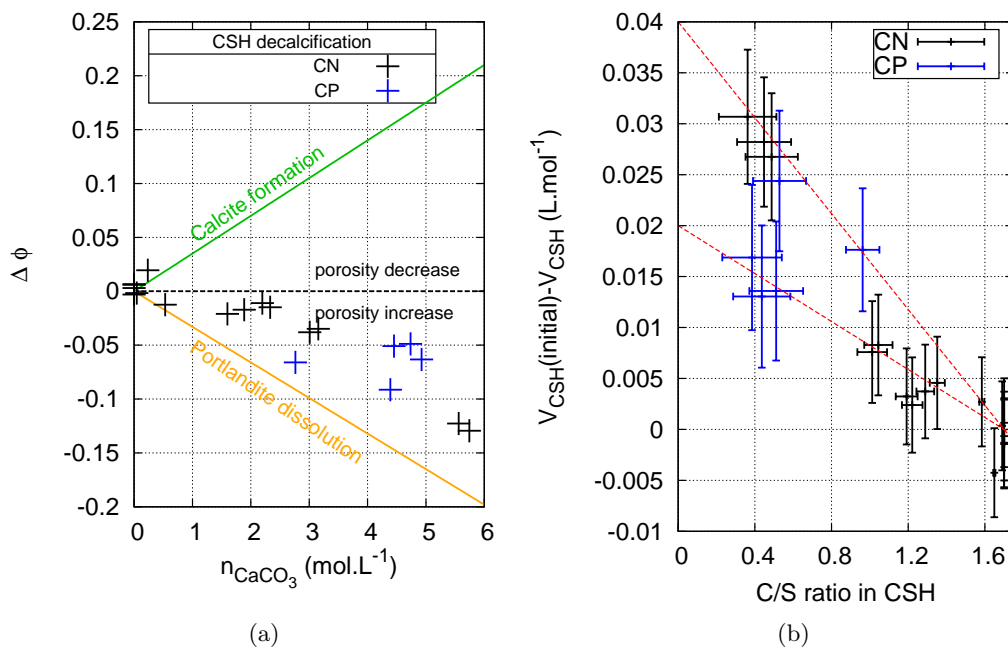 CSH decalcification
CN
CP
0.25
0.2
0.15
0.1
0.05
0
-0.05
-0.1
-0.15
-0.2
Δ ϕ
Calcite formation
porosity decrease
porosity increase
Portlandite dissolution
0 1 2 3 4 5 6
n_CaCO₃ (mol.L⁻¹)
(a)
CN
CP
0.04
0.035
0.03
0.025
0.02
0.015
0.01
0.005
0
-0.005
-0.01
V_CSH(initial)-V_CSH (L.mol⁻¹)
0 0.4 0.8 1.2 1.6
C/S ratio in CSH
(b)